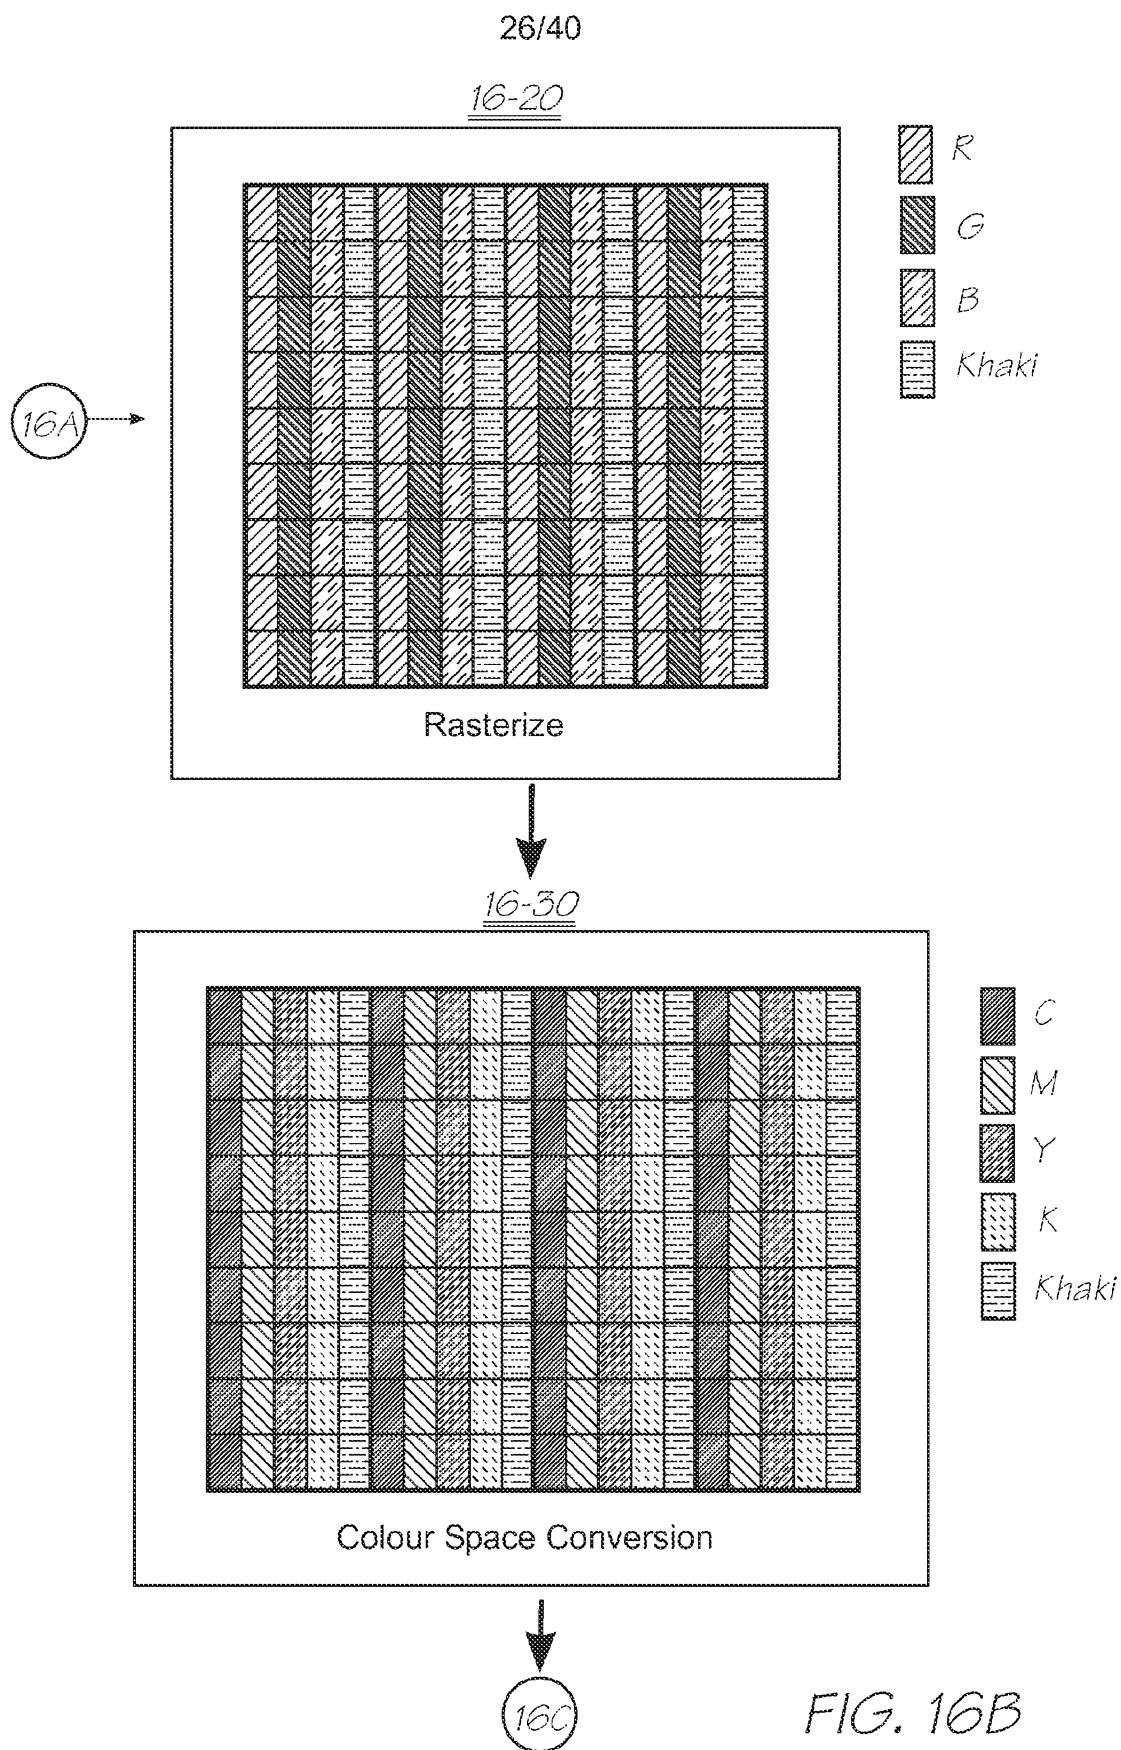 26/40
16-20
R
G
B
Khaki
16A
Rasterize
16-30
C
M
Y
K
Khaki
Colour Space Conversion
16C
FIG. 16B